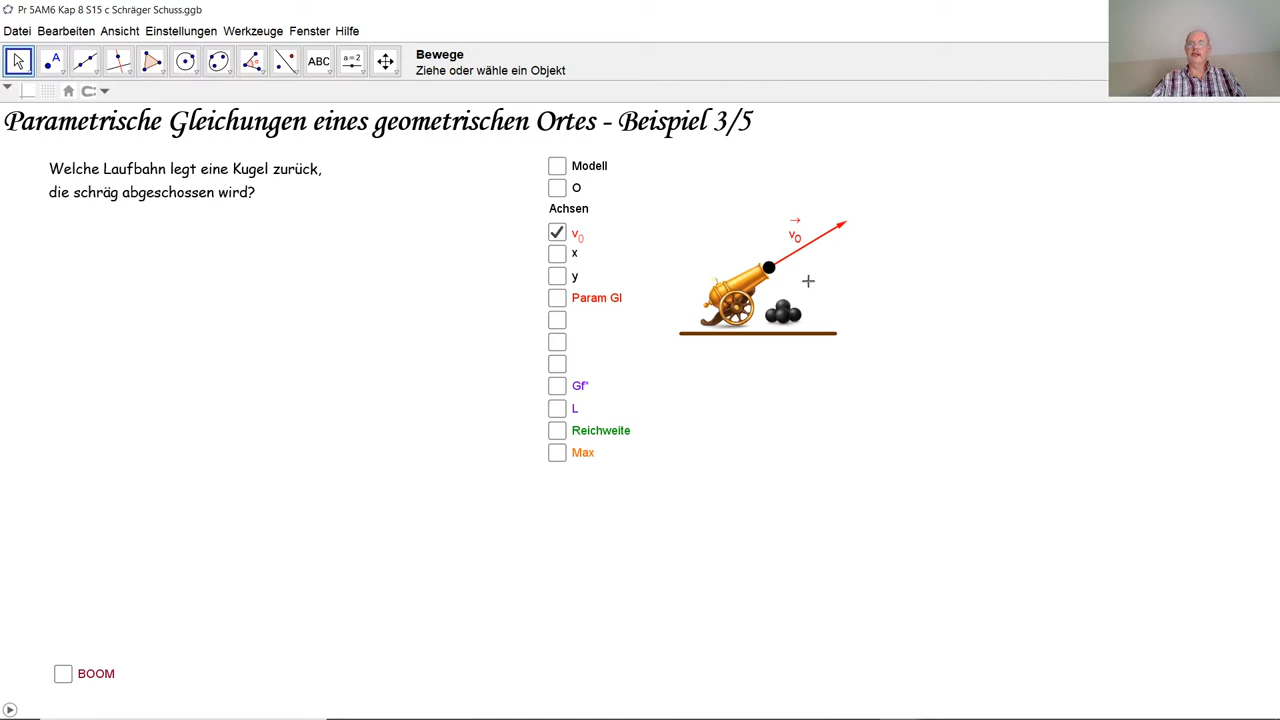 Pr 5AM6 Kap 8 S15 c Schräger Schuss.ggb
Datei Bearbeiten Ansicht Einstellungen Werkzeuge Fenster Hilfe
A
ABC
a=2
Bewege
Ziehe oder wähle ein Objekt
Parametrische Gleichungen eines geometrischen Ortes - Beispiel 3/5
Welche Laufbahn legt eine Kugel zurück,
die schräg abgeschossen wird?
Modell
O
Achsen
v₀
x
y
Param Gl
Gf*
L
Reichweite
Max
v₀
BOOM